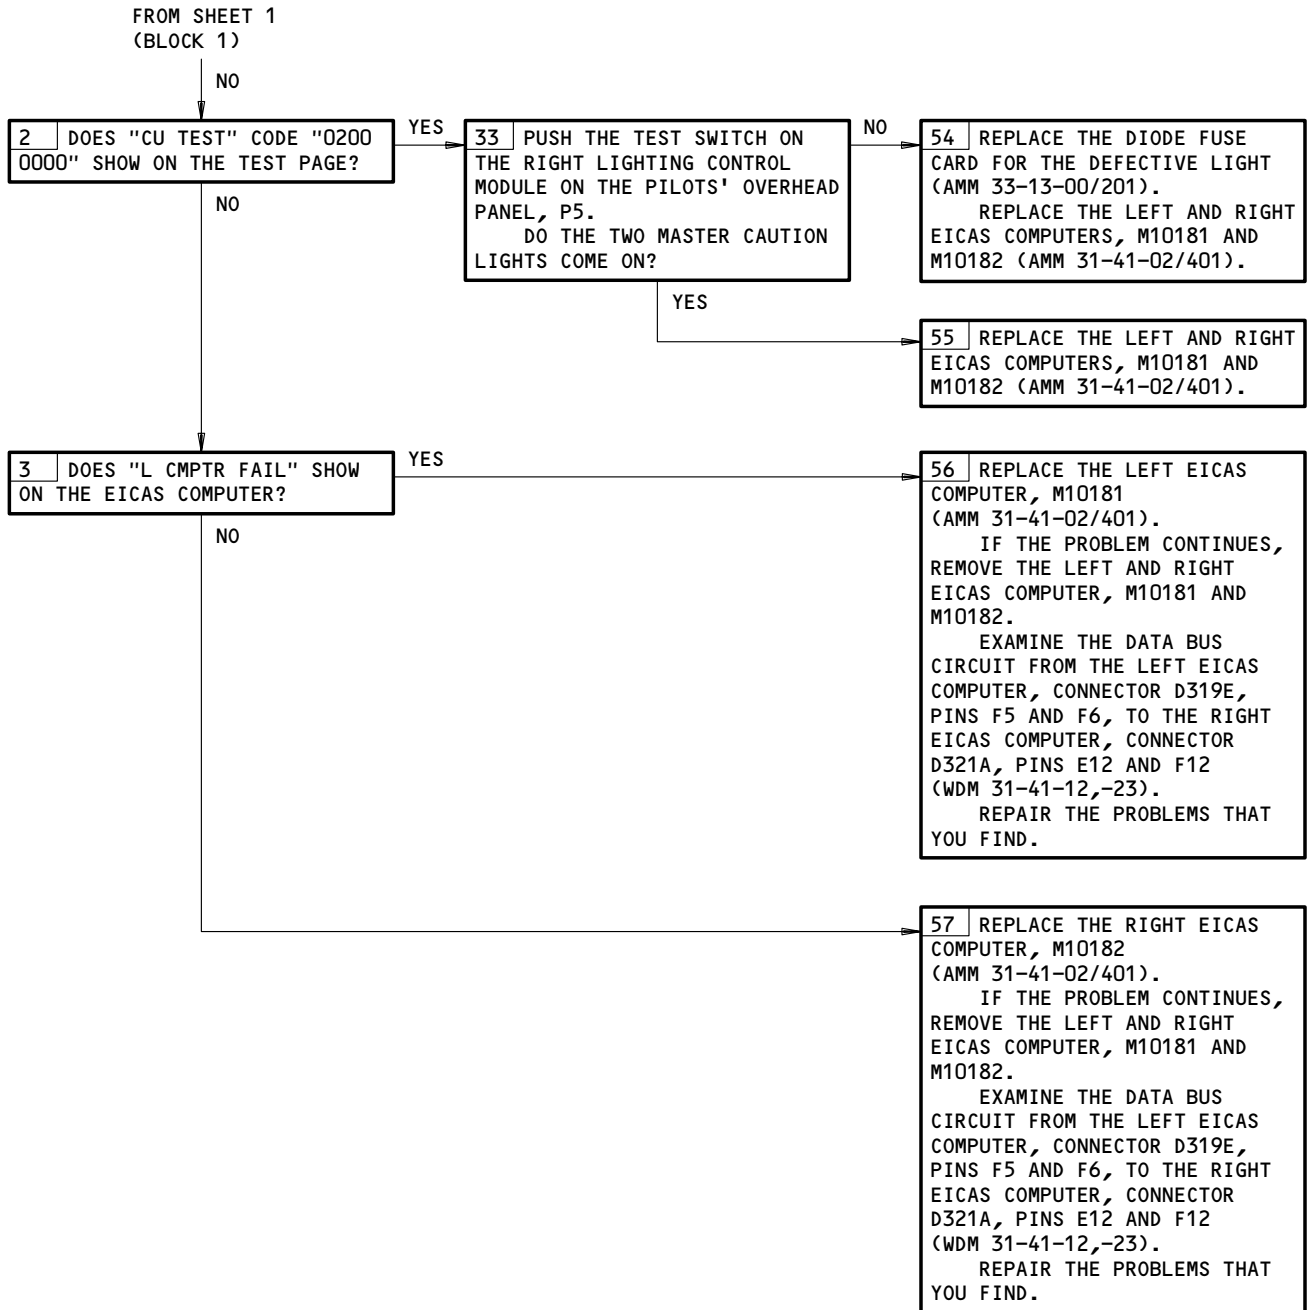 FROM SHEET 1
(BLOCK 1)
NO
2 DOES "CU TEST" CODE "0200
0000" SHOW ON THE TEST PAGE?
YES
NO
33 PUSH THE TEST SWITCH ON
THE RIGHT LIGHTING CONTROL
MODULE ON THE PILOTS' OVERHEAD
PANEL, P5.
DO THE TWO MASTER CAUTION
LIGHTS COME ON?
NO
YES
54 REPLACE THE DIODE FUSE
CARD FOR THE DEFECTIVE LIGHT
(AMM 33-13-00/201).
REPLACE THE LEFT AND RIGHT
EICAS COMPUTERS, M10181 AND
M10182 (AMM 31-41-02/401).
55 REPLACE THE LEFT AND RIGHT
EICAS COMPUTERS, M10181 AND
M10182 (AMM 31-41-02/401).
3 DOES "L CMPTR FAIL" SHOW
ON THE EICAS COMPUTER?
YES
NO
56 REPLACE THE LEFT EICAS
COMPUTER, M10181
(AMM 31-41-02/401).
IF THE PROBLEM CONTINUES,
REMOVE THE LEFT AND RIGHT
EICAS COMPUTER, M10181 AND
M10182.
EXAMINE THE DATA BUS
CIRCUIT FROM THE LEFT EICAS
COMPUTER, CONNECTOR D319E,
PINS F5 AND F6, TO THE RIGHT
EICAS COMPUTER, CONNECTOR
D321A, PINS E12 AND F12
(WDM 31-41-12,-23).
REPAIR THE PROBLEMS THAT
YOU FIND.
57 REPLACE THE RIGHT EICAS
COMPUTER, M10182
(AMM 31-41-02/401).
IF THE PROBLEM CONTINUES,
REMOVE THE LEFT AND RIGHT
EICAS COMPUTER, M10181 AND
M10182.
EXAMINE THE DATA BUS
CIRCUIT FROM THE LEFT EICAS
COMPUTER, CONNECTOR D319E,
PINS F5 AND F6, TO THE RIGHT
EICAS COMPUTER, CONNECTOR
D321A, PINS E12 AND F12
(WDM 31-41-12,-23).
REPAIR THE PROBLEMS THAT
YOU FIND.